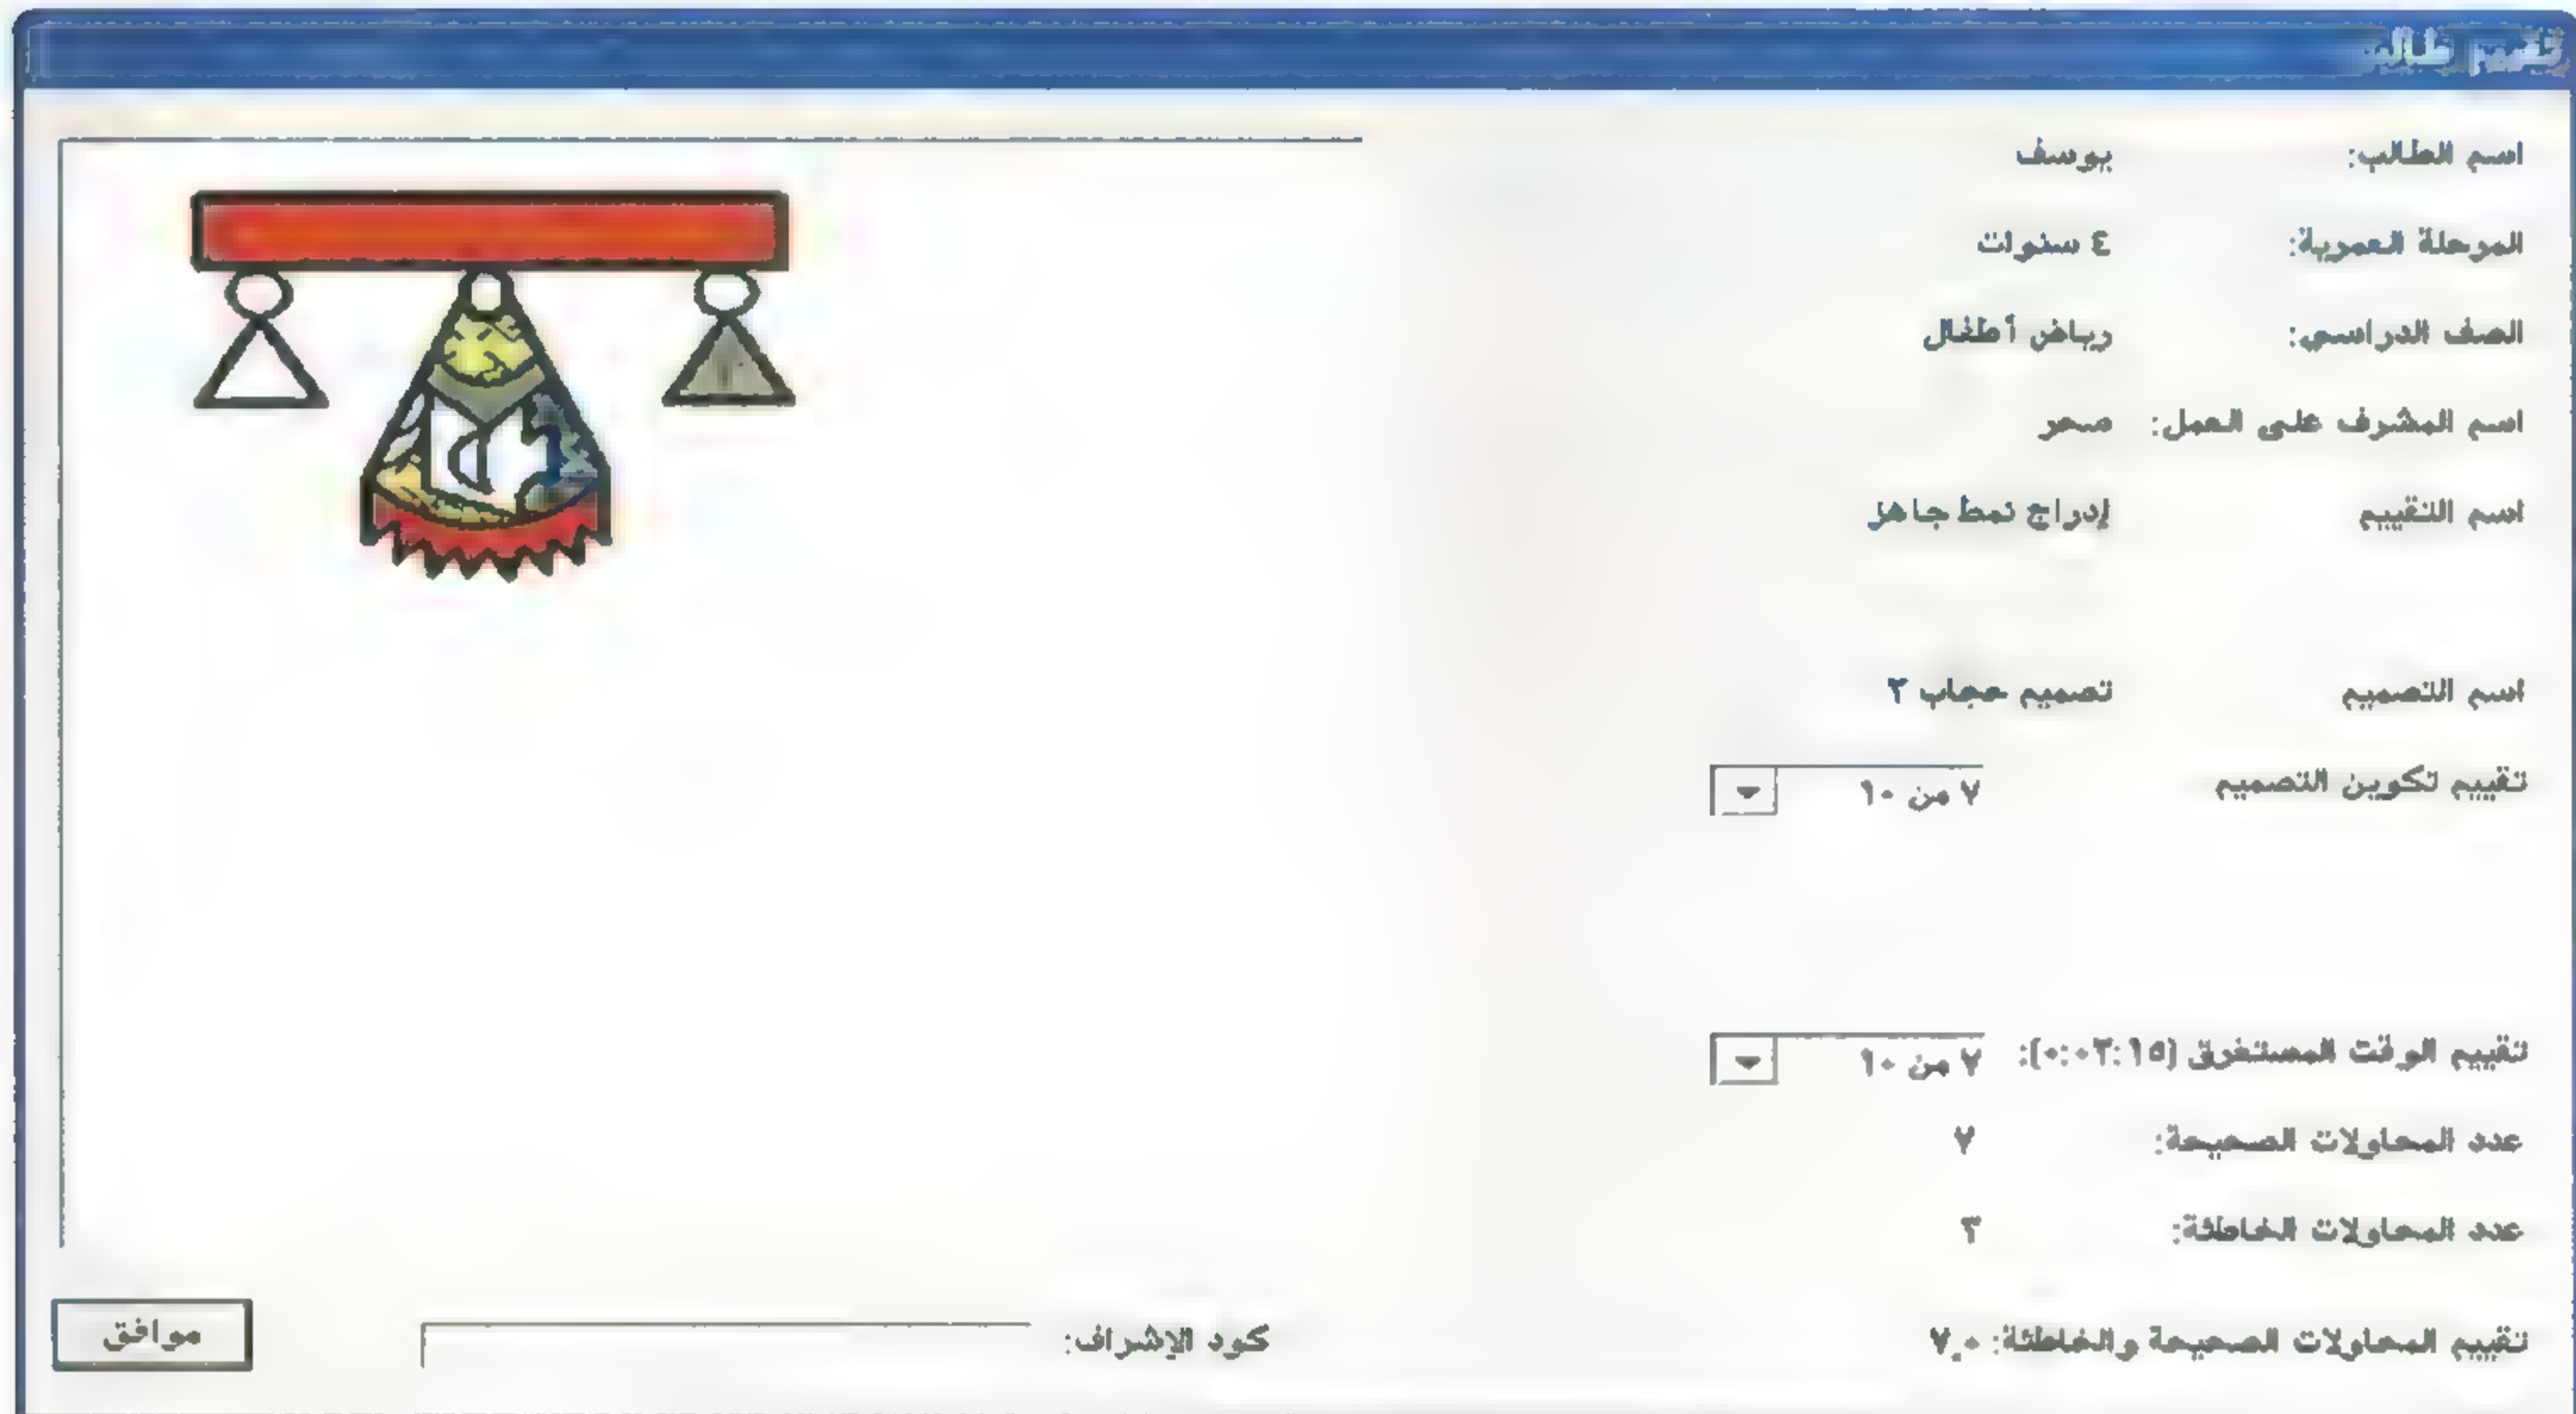 تقييم طالب
اسم الطالب: يوسف
المرحلة العمرية: ٤ سنوات
الصف الدراسي: رياض أطفال
اسم المشرف على العمل: سحر
اسم التقييم إدراج نمط جاهز
اسم التصميم تصميم حجاب ٢
تقييم تكوين التصميم ٧ من ١٠
تقييم الوقت المستغرق (٠:٠٣:١٥): ٧ من ١٠
عدد المحاولات الصحيحة: ٧
عدد المحاولات الخاطئة: ٣
تقييم المحاولات الصحيحة والخاطئة: ٧,٠
كود الإشراف:
موافق